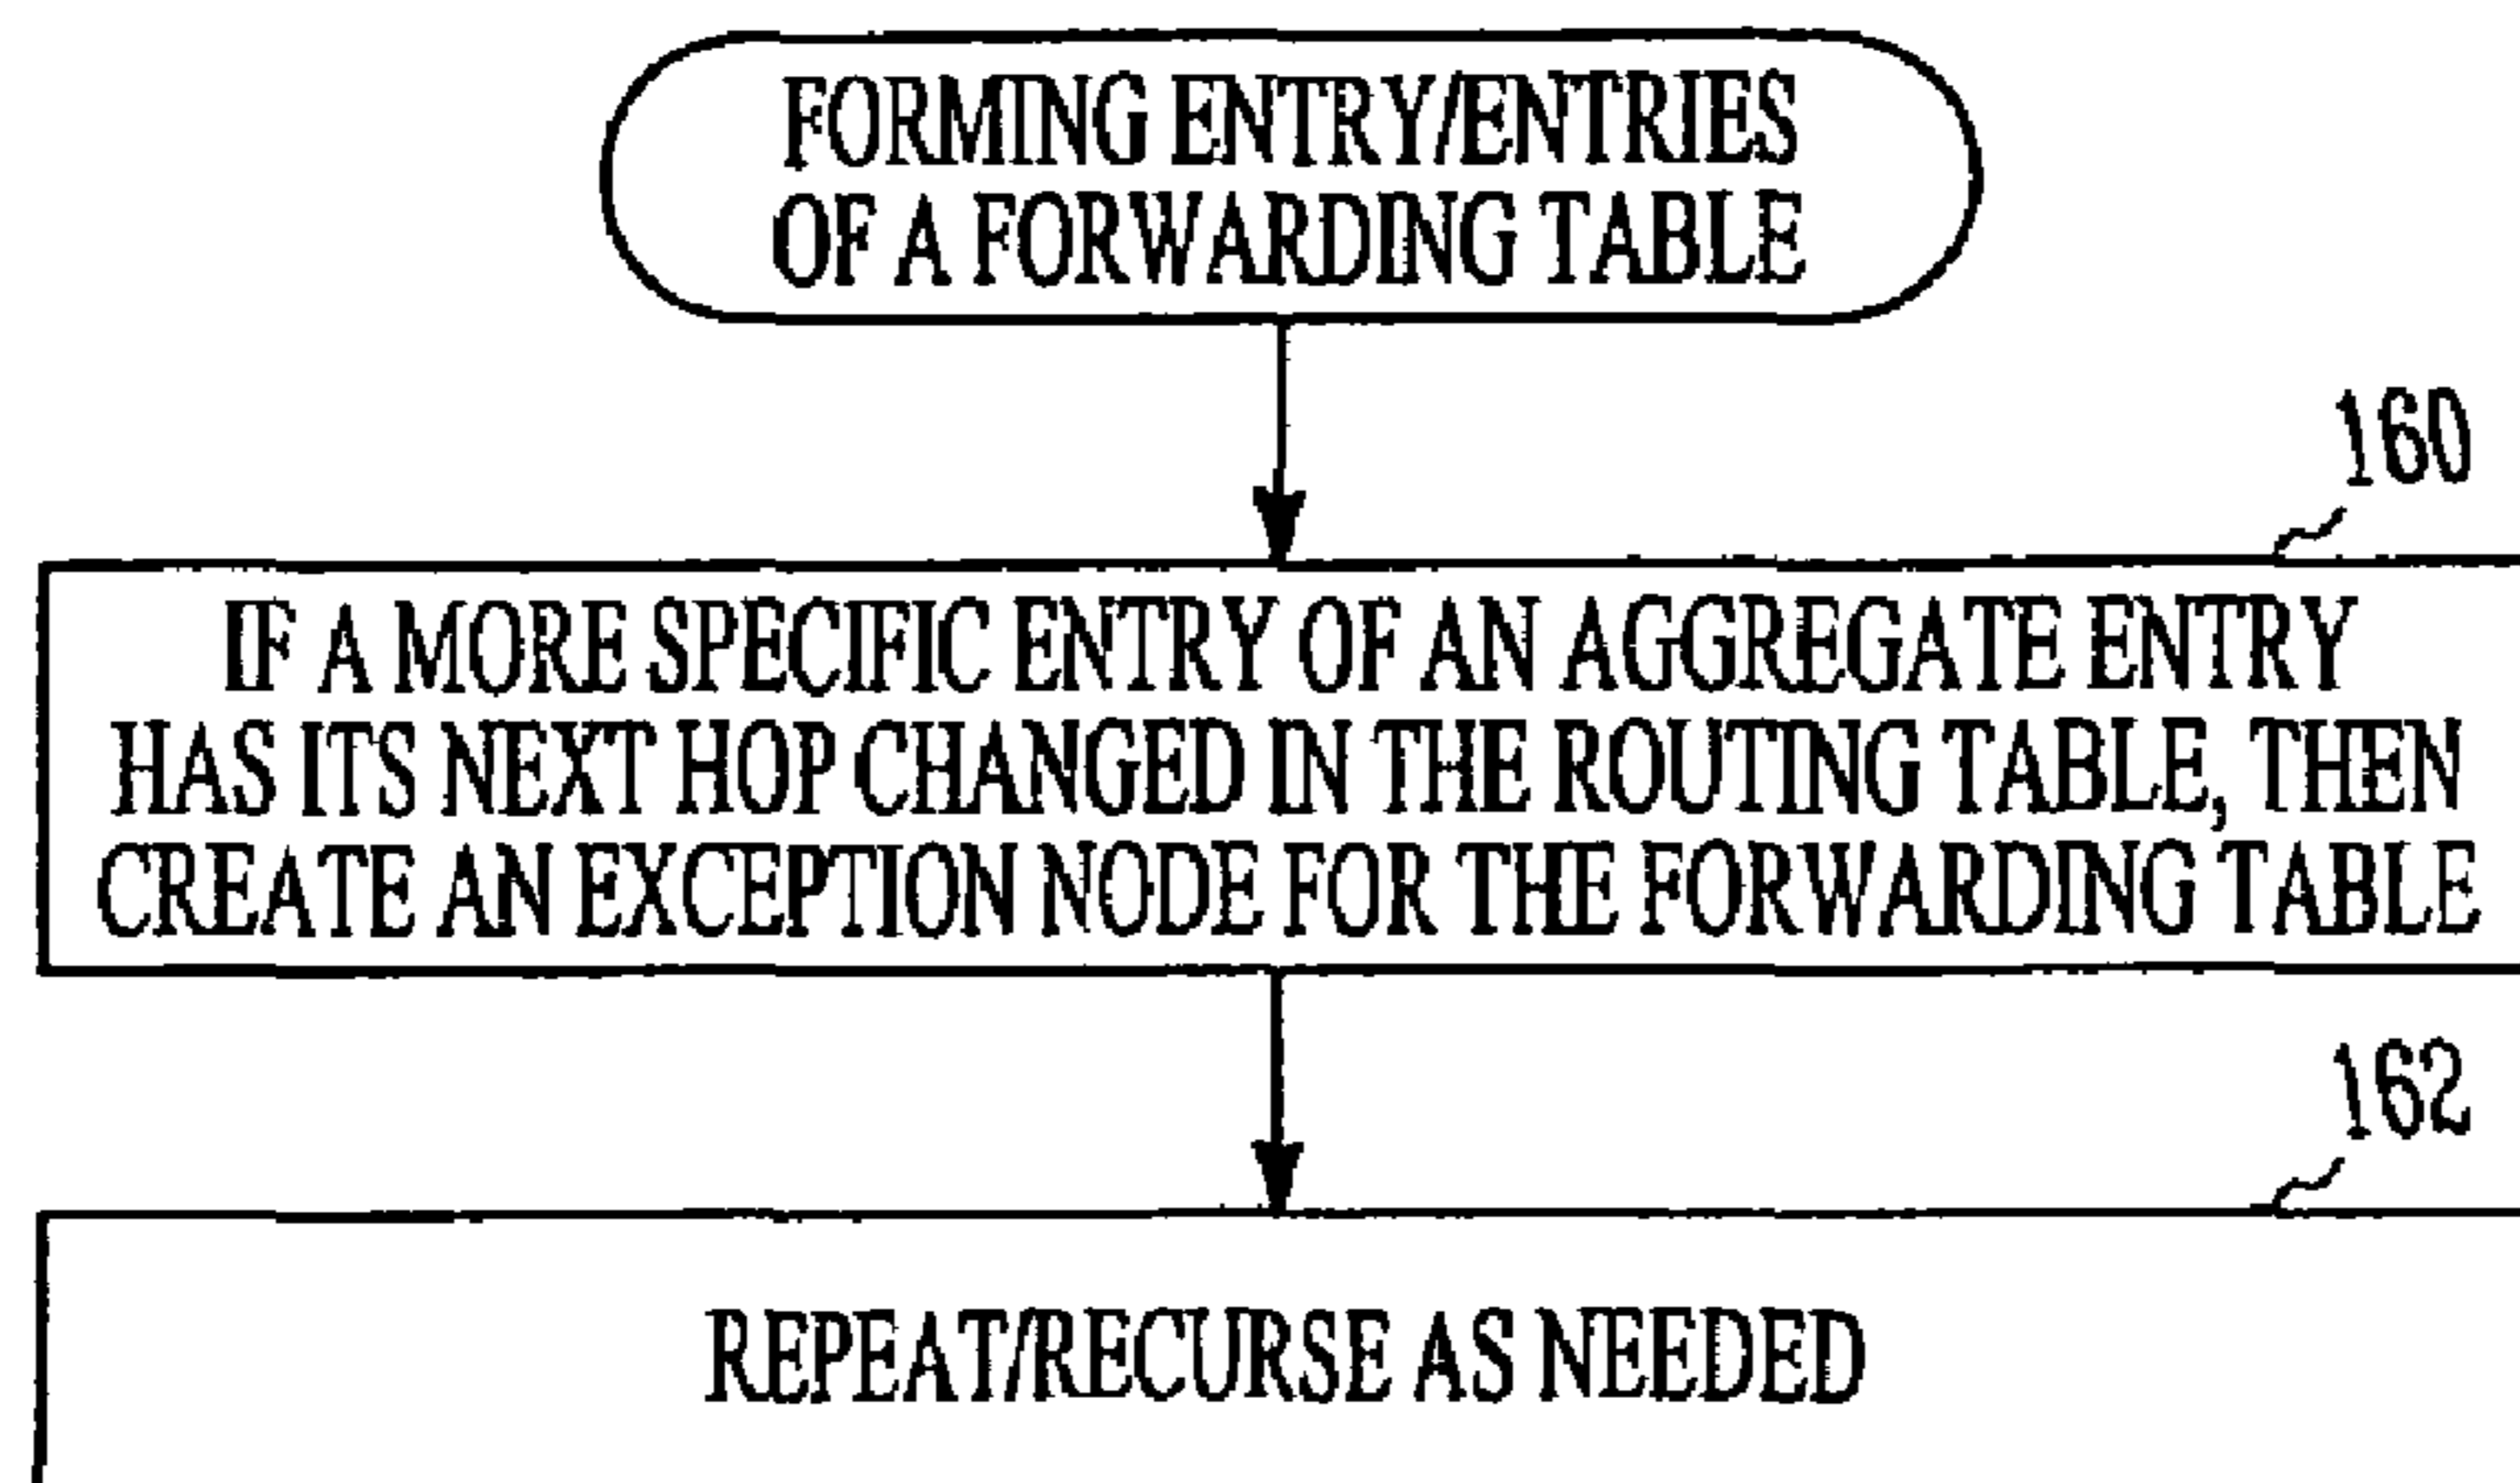 FORMING ENTRY/ENTRIES
OF A FORWARDING TABLE
160
IF A MORE SPECIFIC ENTRY OF AN AGGREGATE ENTRY
HAS ITS NEXT HOP CHANGED IN THE ROUTING TABLE, THEN
CREATE AN EXCEPTION NODE FOR THE FORWARDING TABLE
162
REPEAT/RECURSE AS NEEDED